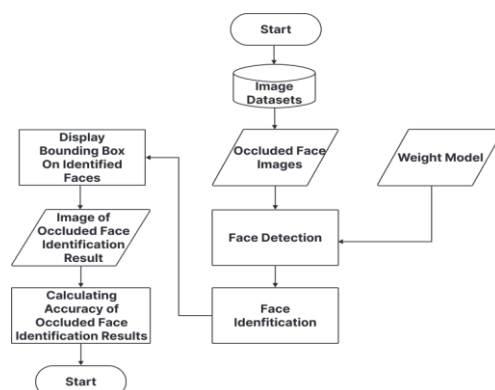 Start
Image
Datasets
Occluded Face
Images
Weight Model
Face Detection
Face
Idenfitication
Display
Bounding Box
On Identified
Faces
Image of
Occluded Face
Identification
Result
Calculating
Accuracy of
Occluded Face
Identification Results
Start